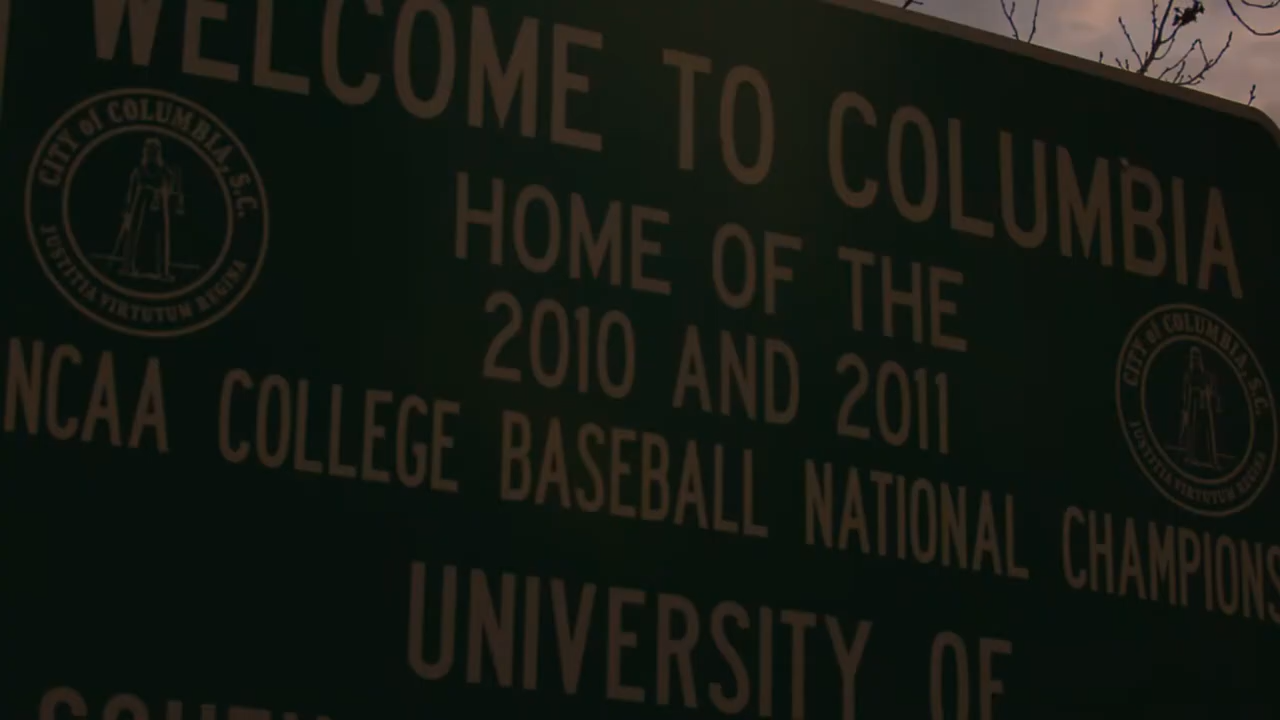 WELCOME TO COLUMBIA
CITY of COLUMBIA, S.C.
JUSTITIA VIRTUTUM REGINA
HOME OF THE
2010 AND 2011
CITY of COLUMBIA, S.C.
JUSTITIA VIRTUTUM REGINA
NCAA COLLEGE BASEBALL NATIONAL CHAMPIONS
UNIVERSITY OF